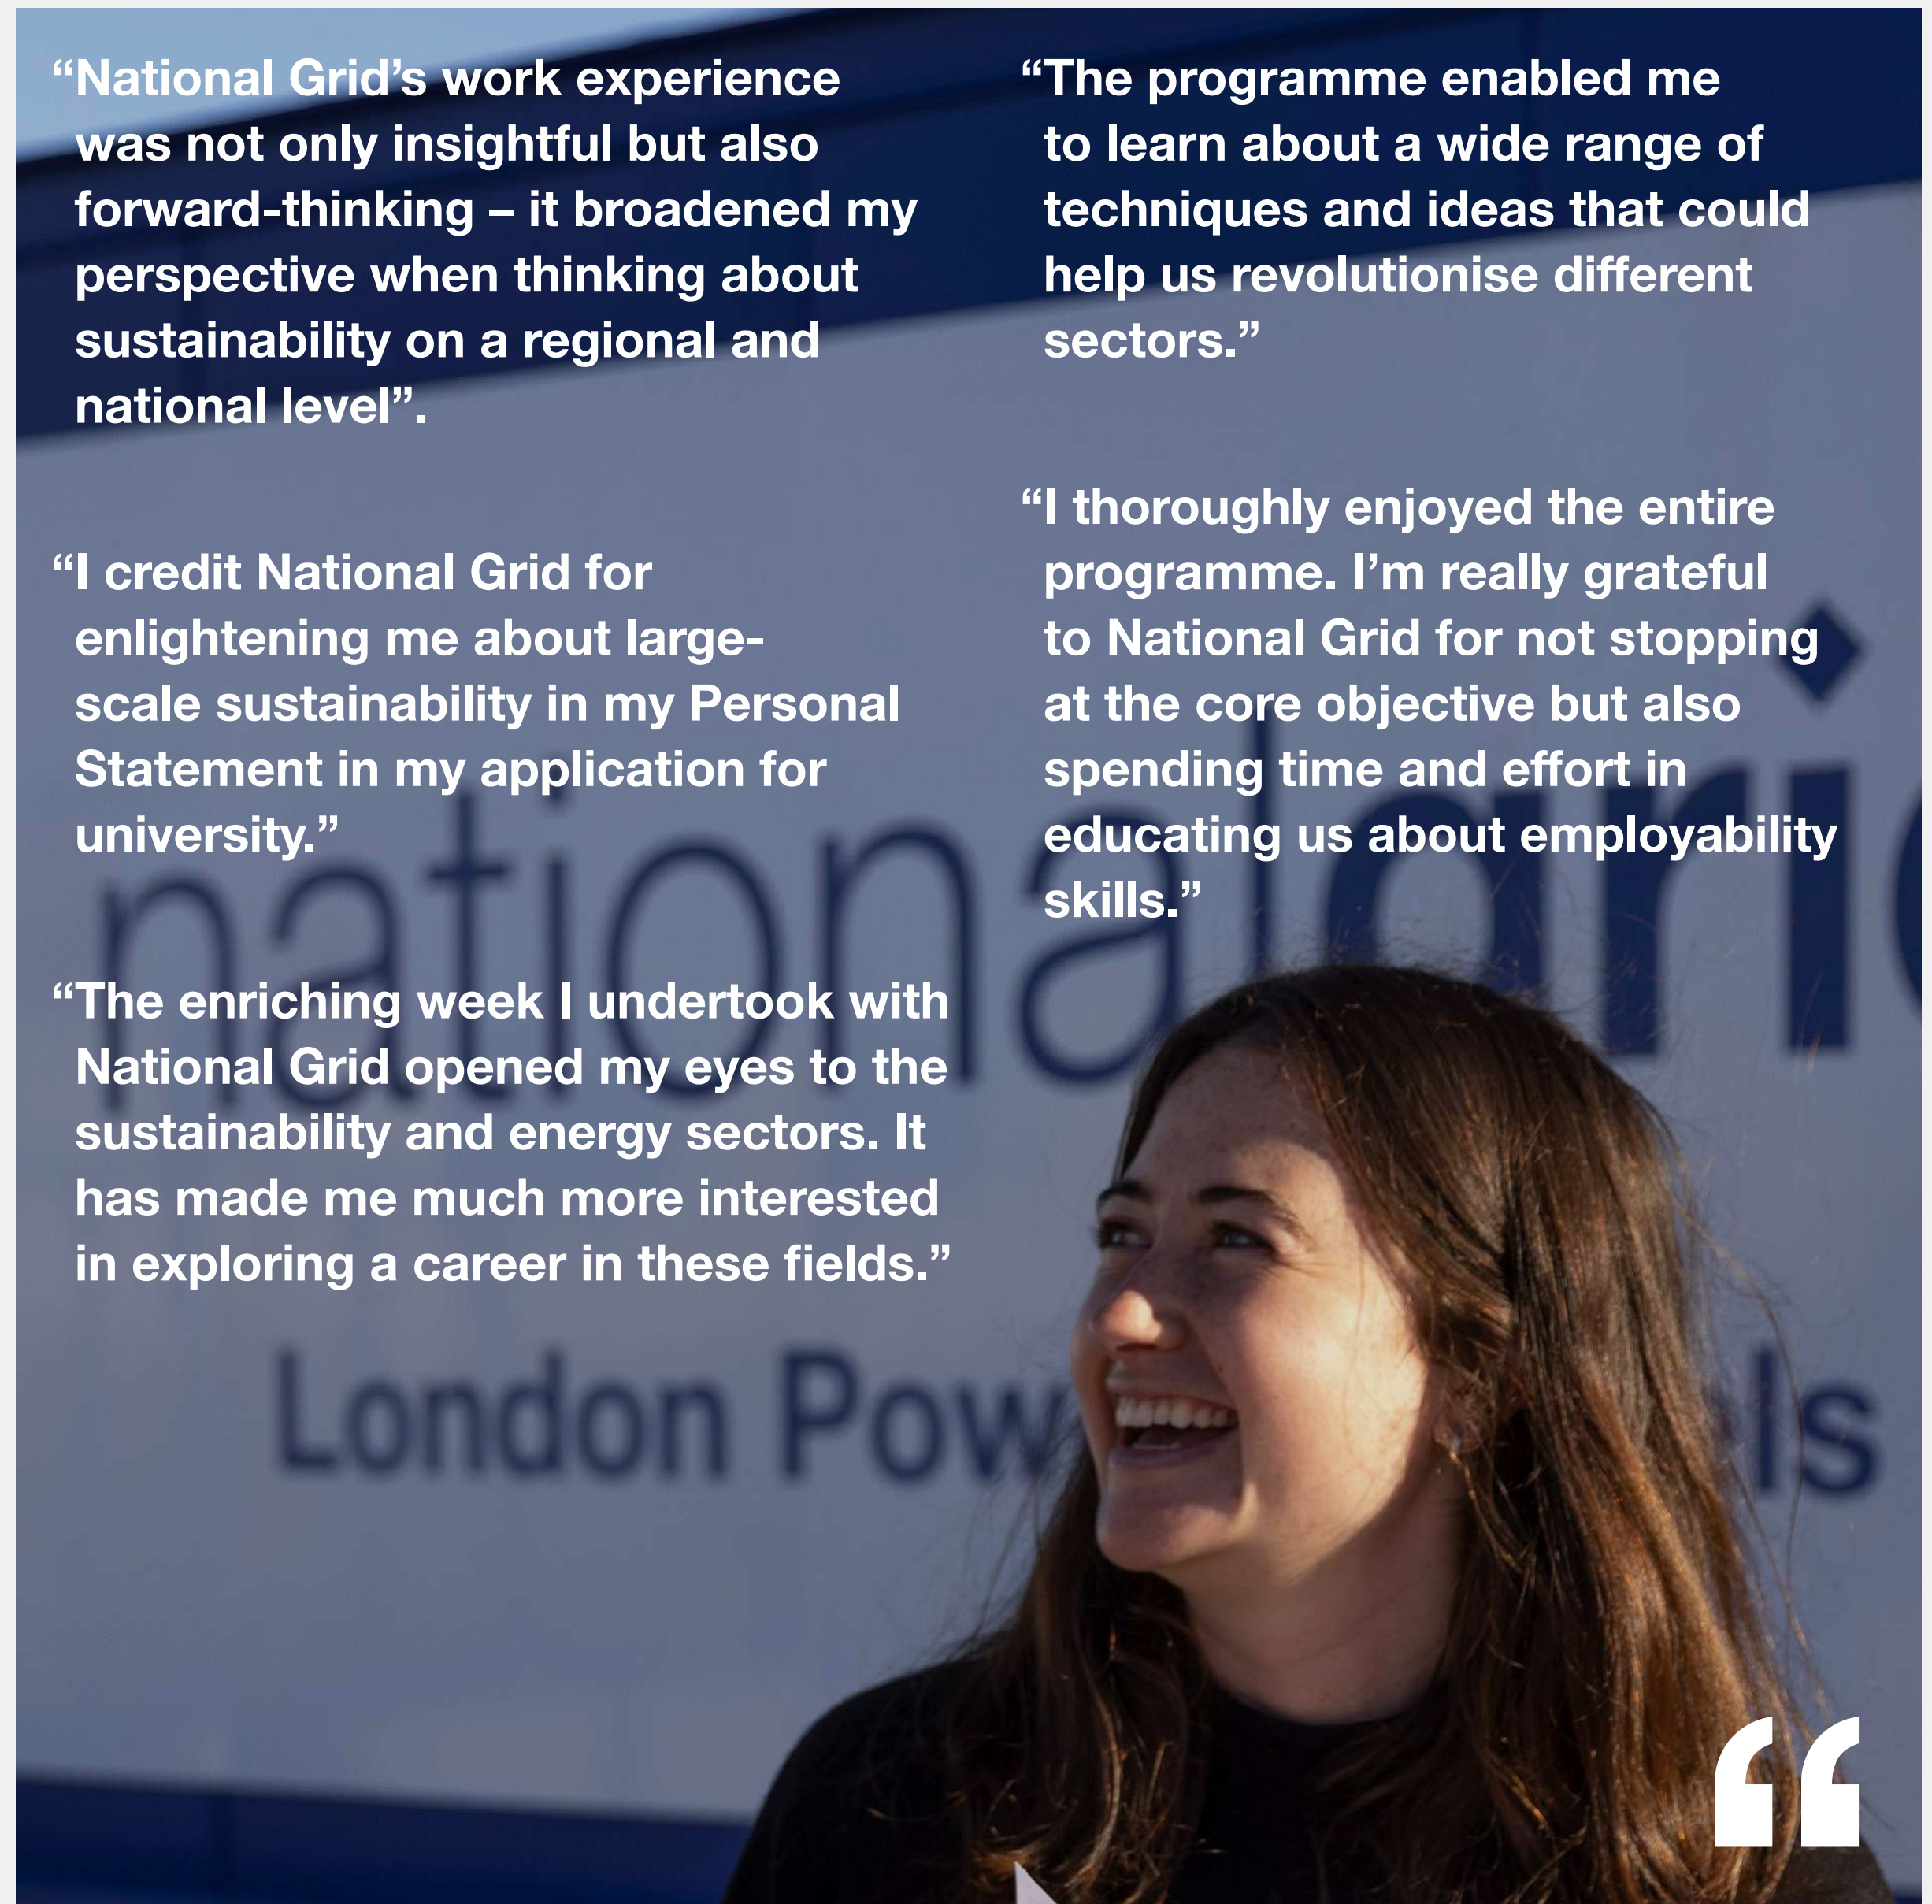 “National Grid’s work experience
was not only insightful but also
forward-thinking – it broadened my
perspective when thinking about
sustainability on a regional and
national level”.
“I credit National Grid for
enlightening me about large-
scale sustainability in my Personal
Statement in my application for
university.”
“The enriching week I undertook with
National Grid opened my eyes to the
sustainability and energy sectors. It
has made me much more interested
in exploring a career in these fields.”
“The programme enabled me
to learn about a wide range of
techniques and ideas that could
help us revolutionise different
sectors.”
“I thoroughly enjoyed the entire
programme. I’m really grateful
to National Grid for not stopping
at the core objective but also
spending time and effort in
educating us about employability
skills.”
national
London
“